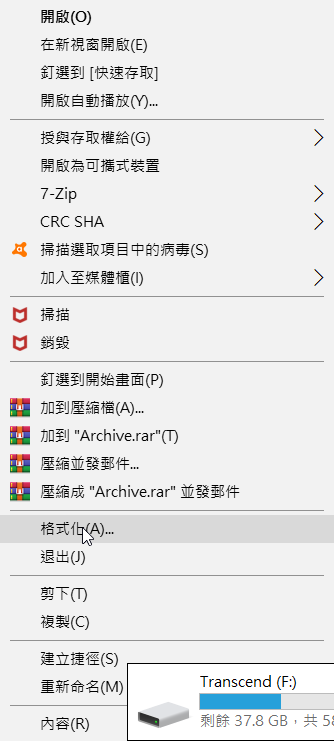 開啟(O)
在新視窗開啟(E)
釘選到 [快速存取]
開啟自動播放(Y)...
授與存取權給(G)
開啟為可攜式裝置
7-Zip
CRC SHA
掃描選取項目中的病毒(S)
加入至媒體櫃(I)
掃描
銷毀
釘選到開始畫面(P)
加到壓縮檔(A)...
加到 "Archive.rar"(T)
壓縮並發郵件...
壓縮成 "Archive.rar" 並發郵件
格式化(A)...
退出(J)
剪下(T)
複製(C)
建立捷徑(S)
重新命名(M)
內容(R)
Transcend (F:)
剩餘 37.8 GB，共 58